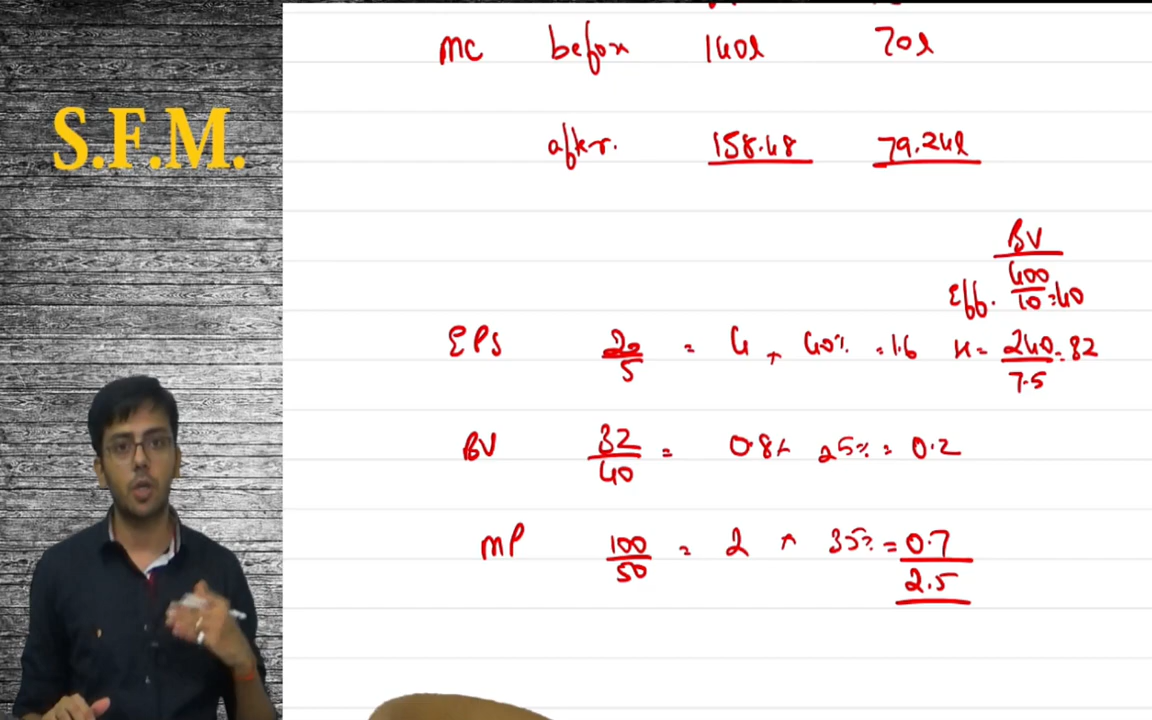 S.F.M.
MC before 140l 70l
after. 158.48 79.24l
BV
Eff. 400/10 = 40
EPS 20/5 = 4 × 40% = 1.6 K = 240/7.5 = 32
BV 32/40 = 0.8 × 25% = 0.2
MP 100/50 = 2 × 35% = 0.7
2.5